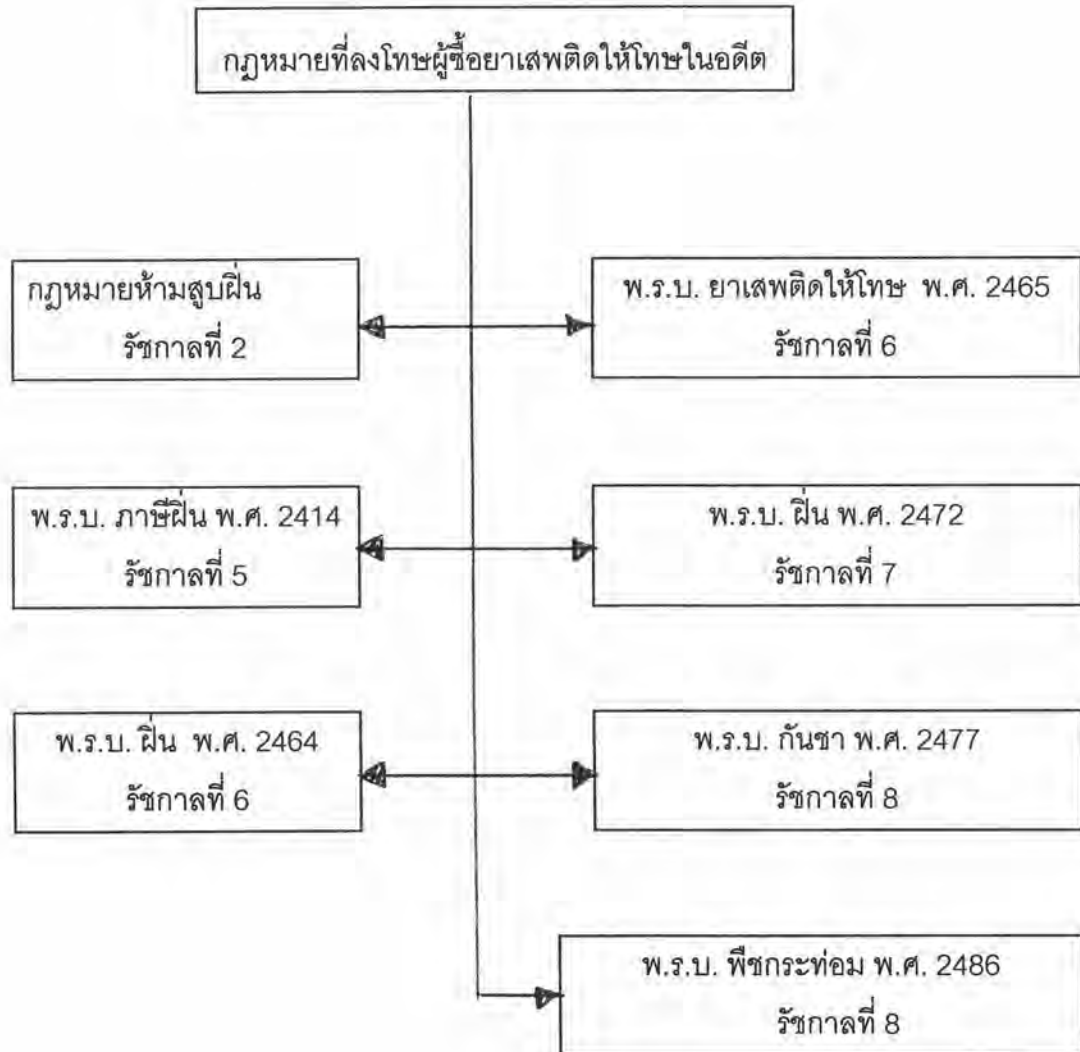 กฎหมายที่ลงโทษผู้ซื้อยาเสพติดให้โทษในอดีต
กฎหมายห้ามสูบฝิ่น
รัชกาลที่ 2
พ.ร.บ. ยาเสพติดให้โทษ พ.ศ. 2465
รัชกาลที่ 6
พ.ร.บ. ภาษีฝิ่น พ.ศ. 2414
รัชกาลที่ 5
พ.ร.บ. ฝิ่น พ.ศ. 2472
รัชกาลที่ 7
พ.ร.บ. ฝิ่น พ.ศ. 2464
รัชกาลที่ 6
พ.ร.บ. กันชา พ.ศ. 2477
รัชกาลที่ 8
พ.ร.บ. พืชกระท่อม พ.ศ. 2486
รัชกาลที่ 8